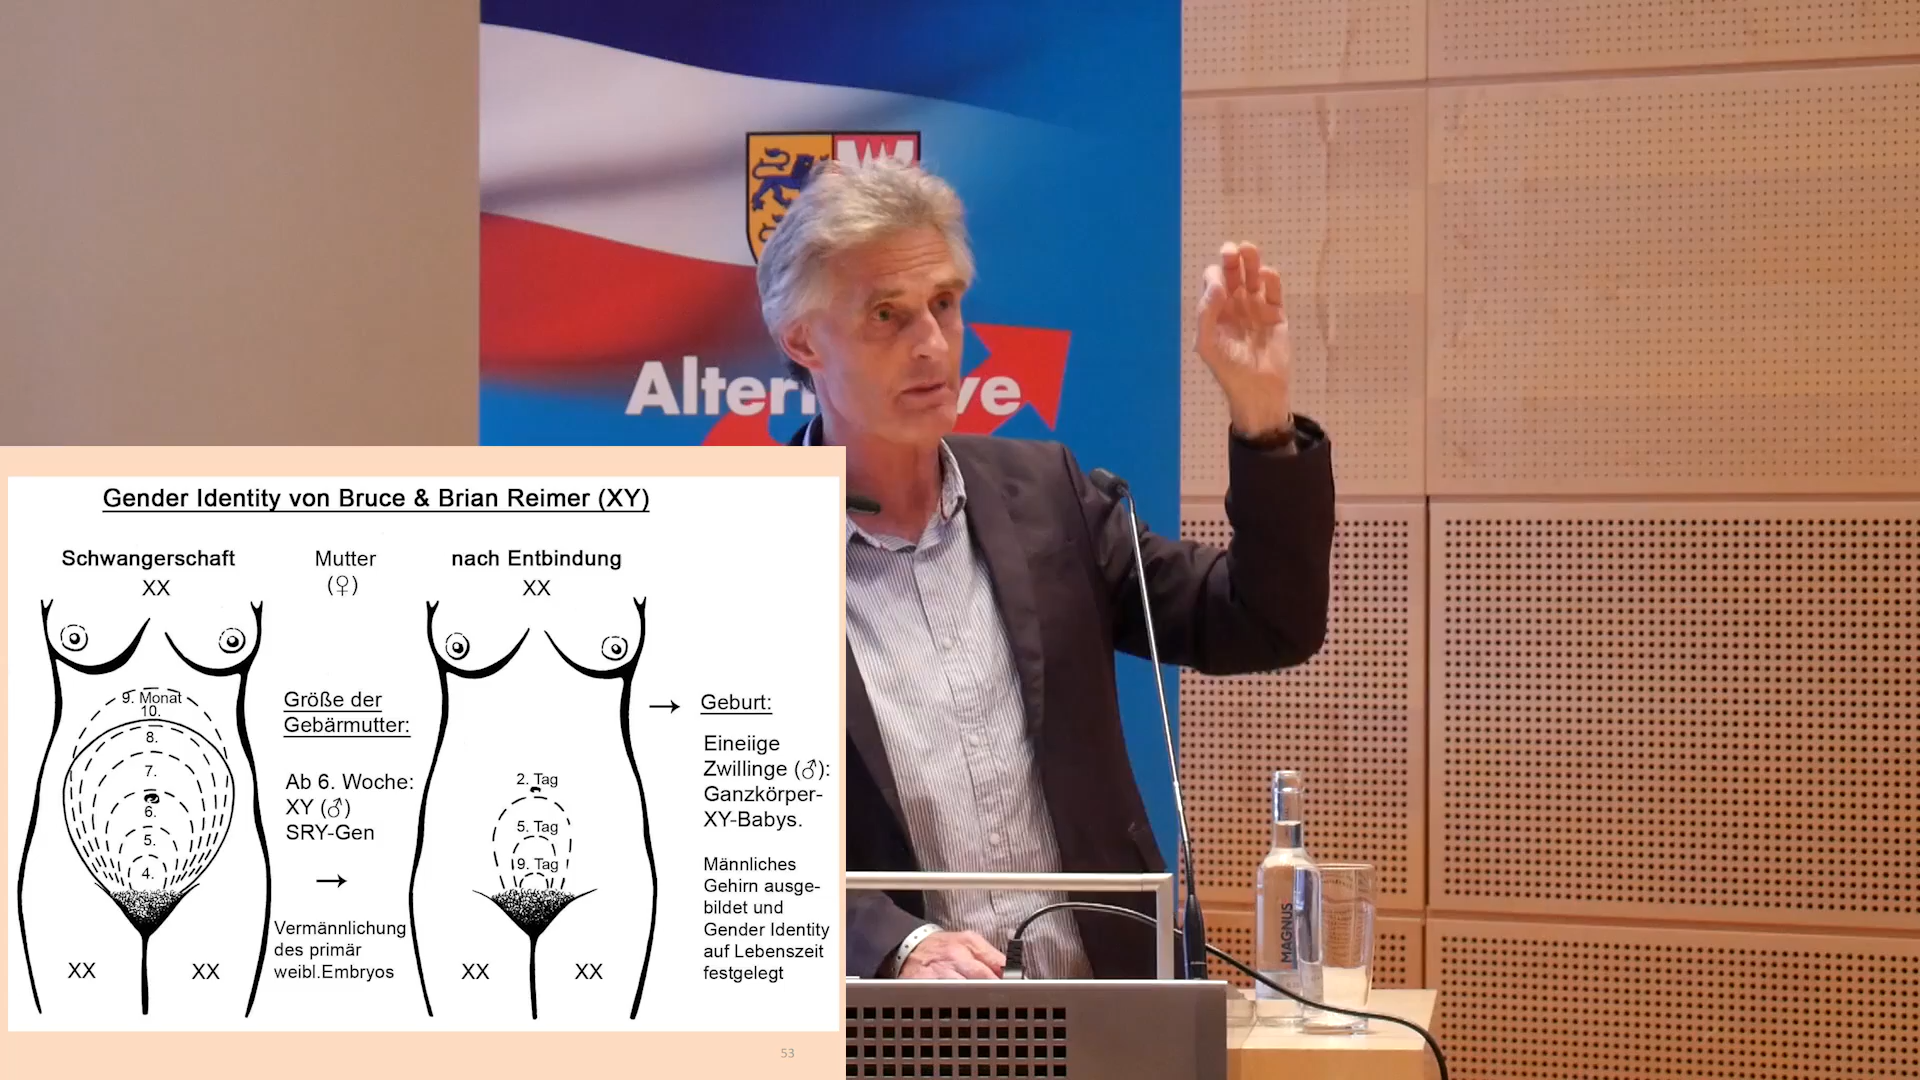 Alter ve
Gender Identity von Bruce & Brian Reimer (XY)
Schwangerschaft
XX
Mutter
(♀)
nach Entbindung
XX
9. Monat
10.
8.
7.
6.
5.
4.
Größe der
Gebärmutter:
Ab 6. Woche:
XY (♂)
SRY-Gen
→
Vermännlichung
des primär
weibl.Embryos
XX
XX
2. Tag
5. Tag
9. Tag
XX
XX
→
Geburt:
Eineiige
Zwillinge (♂):
Ganzkörper-
XY-Babys.
Männliches
Gehirn ausge-
bildet und
Gender Identity
auf Lebenszeit
festgelegt
53
MAGNUS